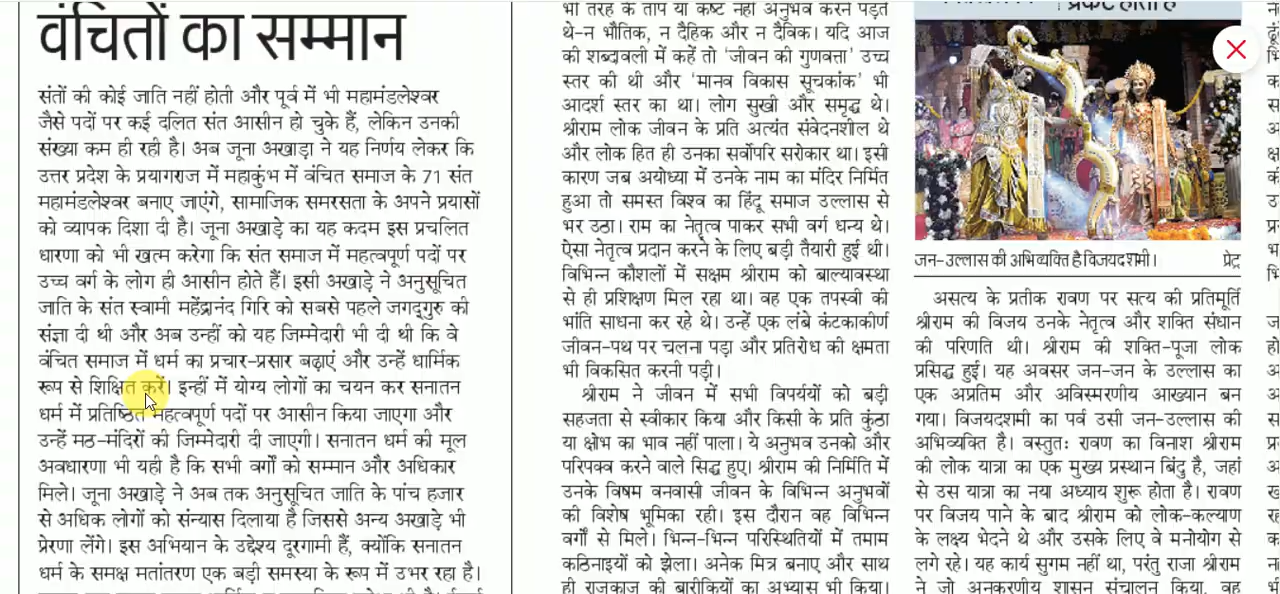 वंचितों का सम्मान
संतों की कोई जाति नहीं होती और पूर्व में भी महामंडलेश्वर
जैसे पदों पर कई दलित संत आसीन हो चुके हैं, लेकिन उनकी
संख्या कम ही रही है। अब जूना अखाड़ा ने यह निर्णय लेकर कि
उत्तर प्रदेश के प्रयागराज में महाकुंभ में वंचित समाज के 71 संत
महामंडलेश्वर बनाए जाएंगे, सामाजिक समरसता के अपने प्रयासों
को व्यापक दिशा दी है। जूना अखाड़े का यह कदम इस प्रचलित
धारणा को भी खत्म करेगा कि संत समाज में महत्वपूर्ण पदों पर
उच्च वर्ग के लोग ही आसीन होते हैं। इसी अखाड़े ने अनुसूचित
जाति के संत स्वामी महेंद्रानंद गिरि को सबसे पहले जगद्गुरु की
संज्ञा दी थी और अब उन्हीं को यह जिम्मेदारी भी दी थी कि वे
वंचित समाज में धर्म का प्रचार-प्रसार बढ़ाएं और उन्हें धार्मिक
रूप से शिक्षित करें। इन्हीं में योग्य लोगों का चयन कर सनातन
धर्म में प्रतिष्ठित महत्वपूर्ण पदों पर आसीन किया जाएगा और
उन्हें मठ-मंदिरों की जिम्मेदारी दी जाएगी। सनातन धर्म की मूल
अवधारणा भी यही है कि सभी वर्गों को सम्मान और अधिकार
मिले। जूना अखाड़े ने अब तक अनुसूचित जाति के पांच हजार
से अधिक लोगों को संन्यास दिलाया है जिससे अन्य अखाड़े भी
प्रेरणा लेंगे। इस अभियान के उद्देश्य दूरगामी हैं, क्योंकि सनातन
धर्म के समक्ष मतांतरण एक बड़ी समस्या के रूप में उभर रहा है।
भी तरह के ताप या कष्ट नहीं अनुभव करने पड़ते
थे-न भौतिक, न दैहिक और न दैविक। यदि आज
की शब्दावली में कहें तो 'जीवन की गुणवत्ता' उच्च
स्तर की थी और 'मानव विकास सूचकांक' भी
आदर्श स्तर का था। लोग सुखी और समृद्ध थे।
श्रीराम लोक जीवन के प्रति अत्यंत संवेदनशील थे
और लोक हित ही उनका सर्वोपरि सरोकार था। इसी
कारण जब अयोध्या में उनके नाम का मंदिर निर्मित
हुआ तो समस्त विश्व का हिंदू समाज उल्लास से
भर उठा। राम का नेतृत्व पाकर सभी वर्ग धन्य थे।
ऐसा नेतृत्व प्रदान करने के लिए बड़ी तैयारी हुई थी।
विभिन्न कौशलों में सक्षम श्रीराम को बाल्यावस्था
से ही प्रशिक्षण मिल रहा था। वह एक तपस्वी की
भांति साधना कर रहे थे। उन्हें एक लंबे कंटकाकीर्ण
जीवन-पथ पर चलना पड़ा और प्रतिरोध की क्षमता
भी विकसित करनी पड़ी।
श्रीराम ने जीवन में सभी विपर्ययों को बड़ी
सहजता से स्वीकार किया और किसी के प्रति कुंठा
या क्षोभ का भाव नहीं पाला। ये अनुभव उनको और
परिपक्व करने वाले सिद्ध हुए। श्रीराम की निर्मिति में
उनके विषम वनवासी जीवन के विभिन्न अनुभवों
की विशेष भूमिका रही। इस दौरान वह विभिन्न
वर्गों से मिले। भिन्न-भिन्न परिस्थितियों में तमाम
कठिनाइयों को झेला। अनेक मित्र बनाए और साथ
ही राजकाज की बारीकियों का अभ्यास भी किया।
प्रकट होता है
जन-उल्लास की अभिव्यक्ति है विजयदशमी। प्रेट्र
असत्य के प्रतीक रावण पर सत्य की प्रतिमूर्ति
श्रीराम की विजय उनके नेतृत्व और शक्ति संधान
की परिणति थी। श्रीराम की शक्ति-पूजा लोक
प्रसिद्ध हुई। यह अवसर जन-जन के उल्लास का
एक अप्रतिम और अविस्मरणीय आख्यान बन
गया। विजयदशमी का पर्व उसी जन-उल्लास की
अभिव्यक्ति है। वस्तुतः रावण का विनाश श्रीराम
की लोक यात्रा का एक मुख्य प्रस्थान बिंदु है, जहां
से उस यात्रा का नया अध्याय शुरू होता है। रावण
पर विजय पाने के बाद श्रीराम को लोक-कल्याण
के लक्ष्य भेदने थे और उसके लिए वे मनोयोग से
लगे रहे। यह कार्य सुगम नहीं था, परंतु राजा श्रीराम
ने जो अनुकरणीय शासन संचालन किया, वह